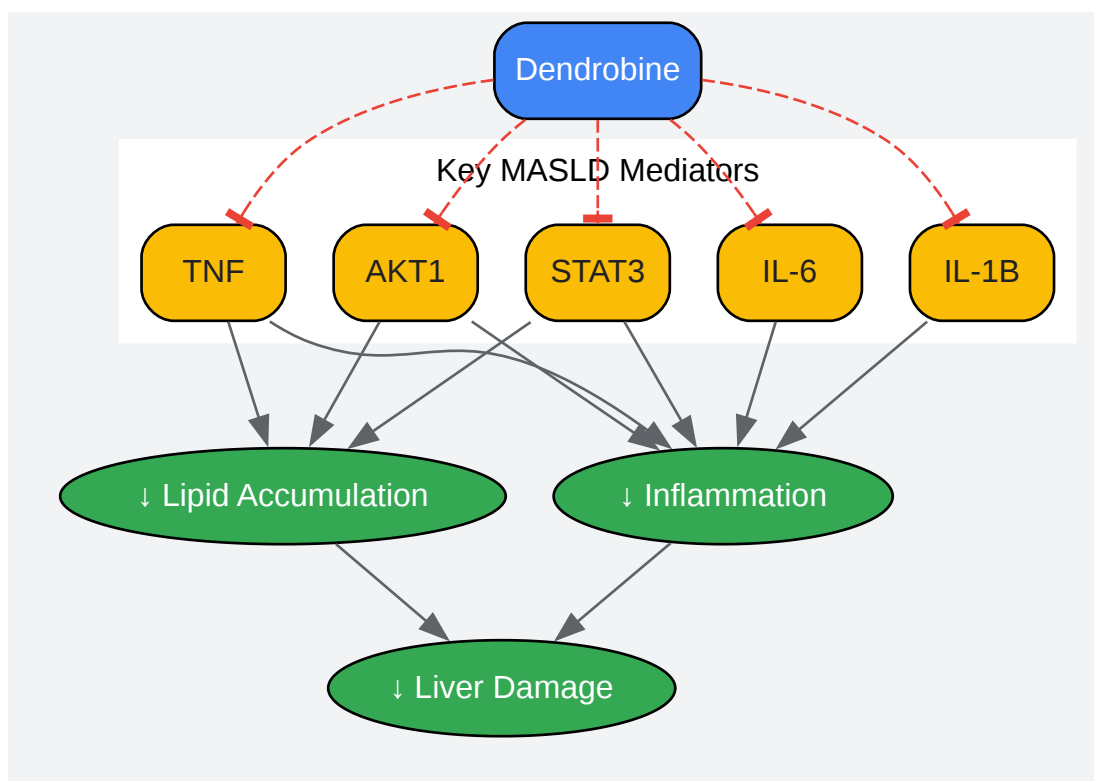 Dendrobine
Key MASLD Mediators
TNF
AKT1
STAT3
IL-6
IL-1B
↓ Lipid Accumulation
↓ Inflammation
↓ Liver Damage